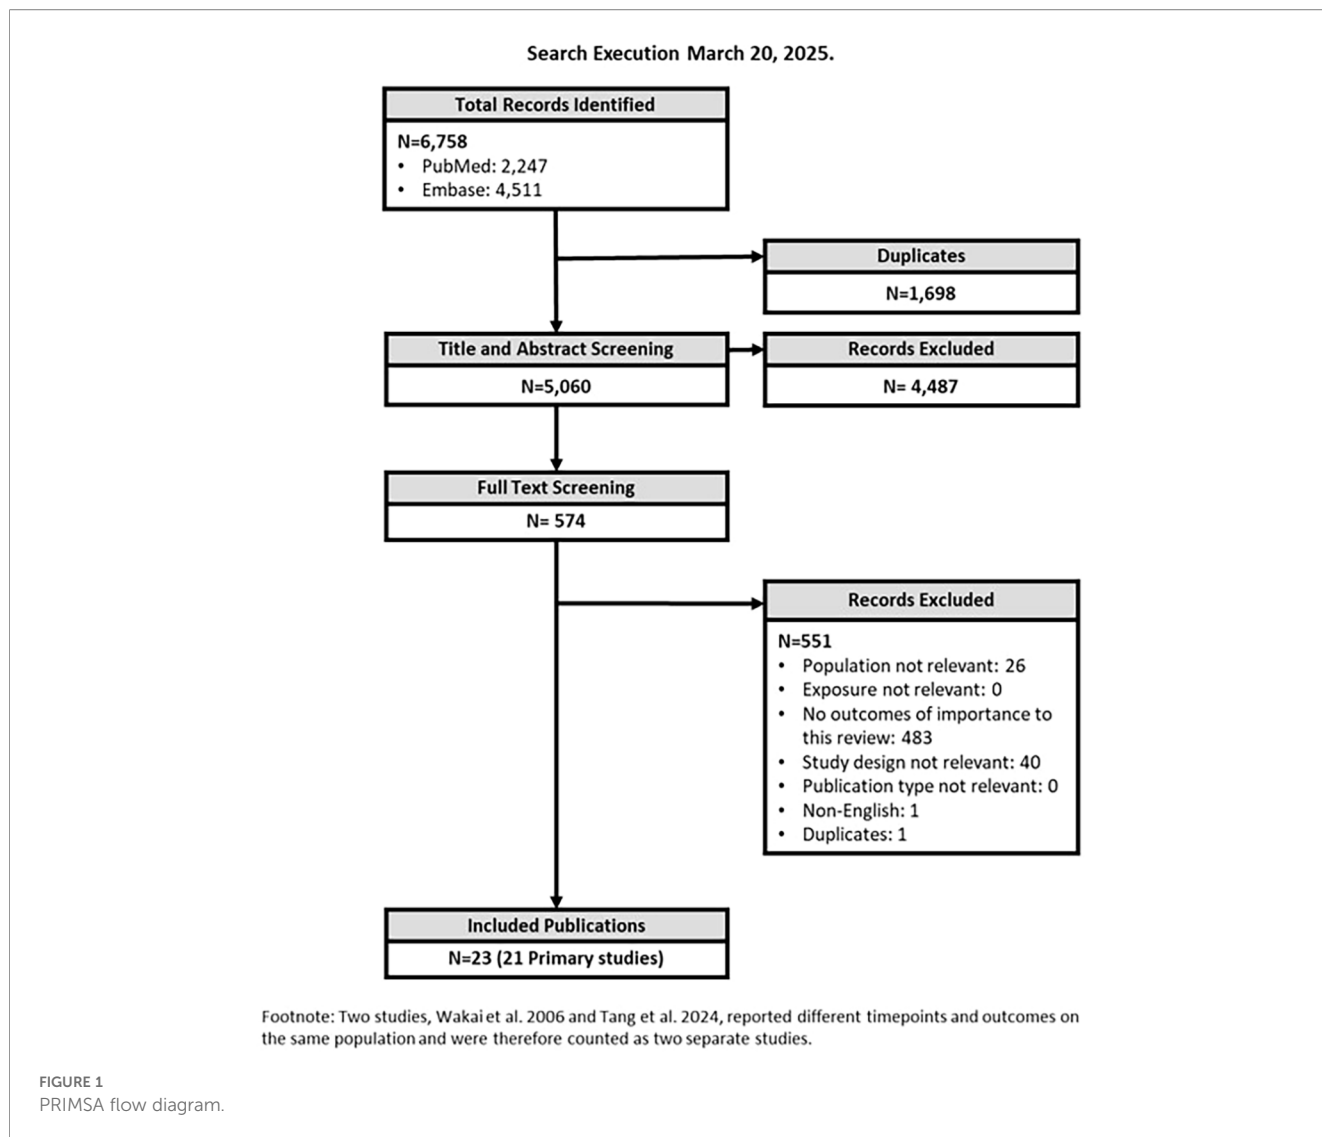 Search Execution March 20, 2025.
Total Records Identified
N=6,758
• PubMed: 2,247
• Embase: 4,511
Duplicates
N=1,698
Title and Abstract Screening
N=5,060
Records Excluded
N= 4,487
Full Text Screening
N= 574
Records Excluded
N=551
• Population not relevant: 26
• Exposure not relevant: 0
• No outcomes of importance to
this review: 483
• Study design not relevant: 40
• Publication type not relevant: 0
• Non-English: 1
• Duplicates: 1
Included Publications
N=23 (21 Primary studies)
Footnote: Two studies, Wakai et al. 2006 and Tang et al. 2024, reported different timepoints and outcomes on
the same population and were therefore counted as two separate studies.
FIGURE 1
PRIMSA flow diagram.